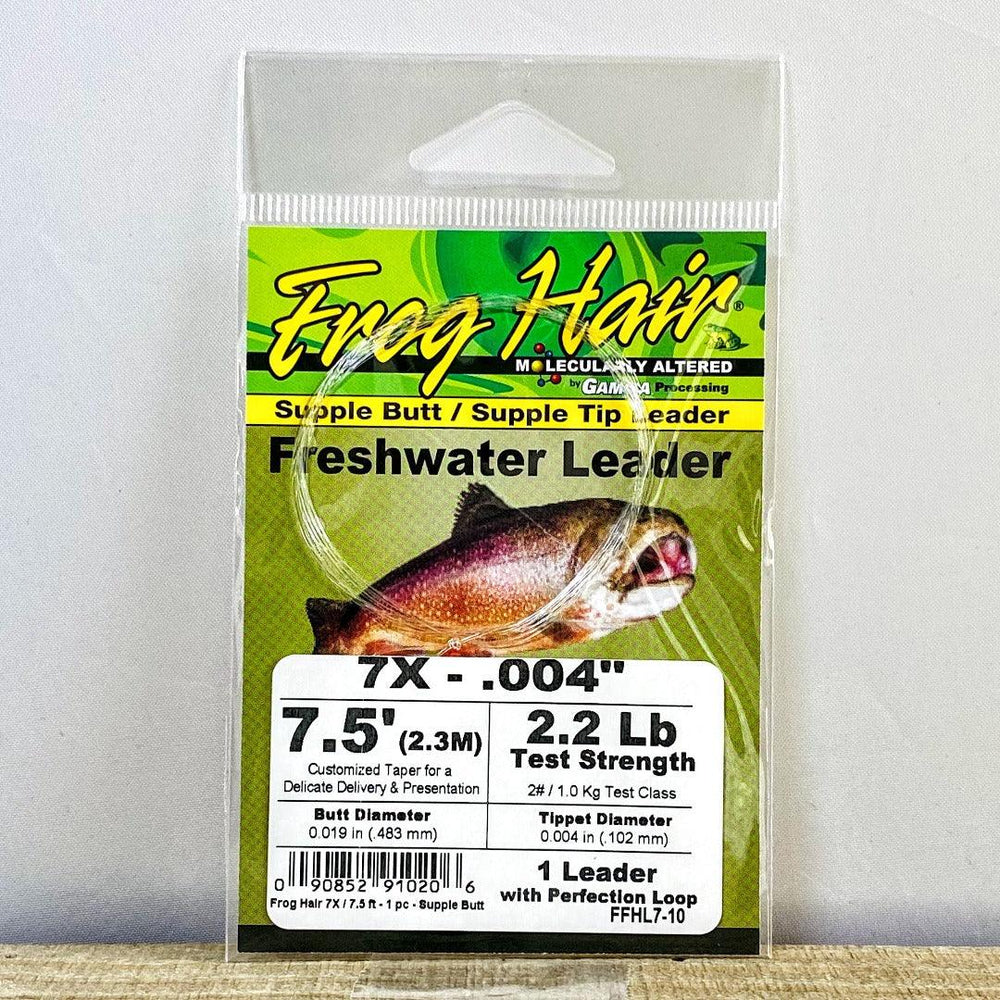 Frog Hair®
MOLECULARLY ALTERED
by GAMMA Processing
Supple Butt / Supple Tip Leader
Freshwater Leader
7X - .004"
7.5' (2.3M)
Customized Taper for a
Delicate Delivery & Presentation
2.2 Lb
Test Strength
2# / 1.0 Kg Test Class
Butt Diameter
0.019 in (.483 mm)
Tippet Diameter
0.004 in (.102 mm)
0 90852 91020 6
Frog Hair 7X / 7.5 ft - 1 pc - Supple Butt
1 Leader
with Perfection Loop
FFHL7-10